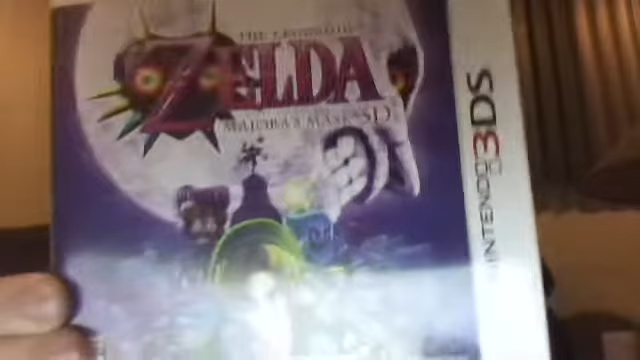 THE LEGEND OF
ZELDA
MAJORA'S MASK 3D
NINTENDO 3DS